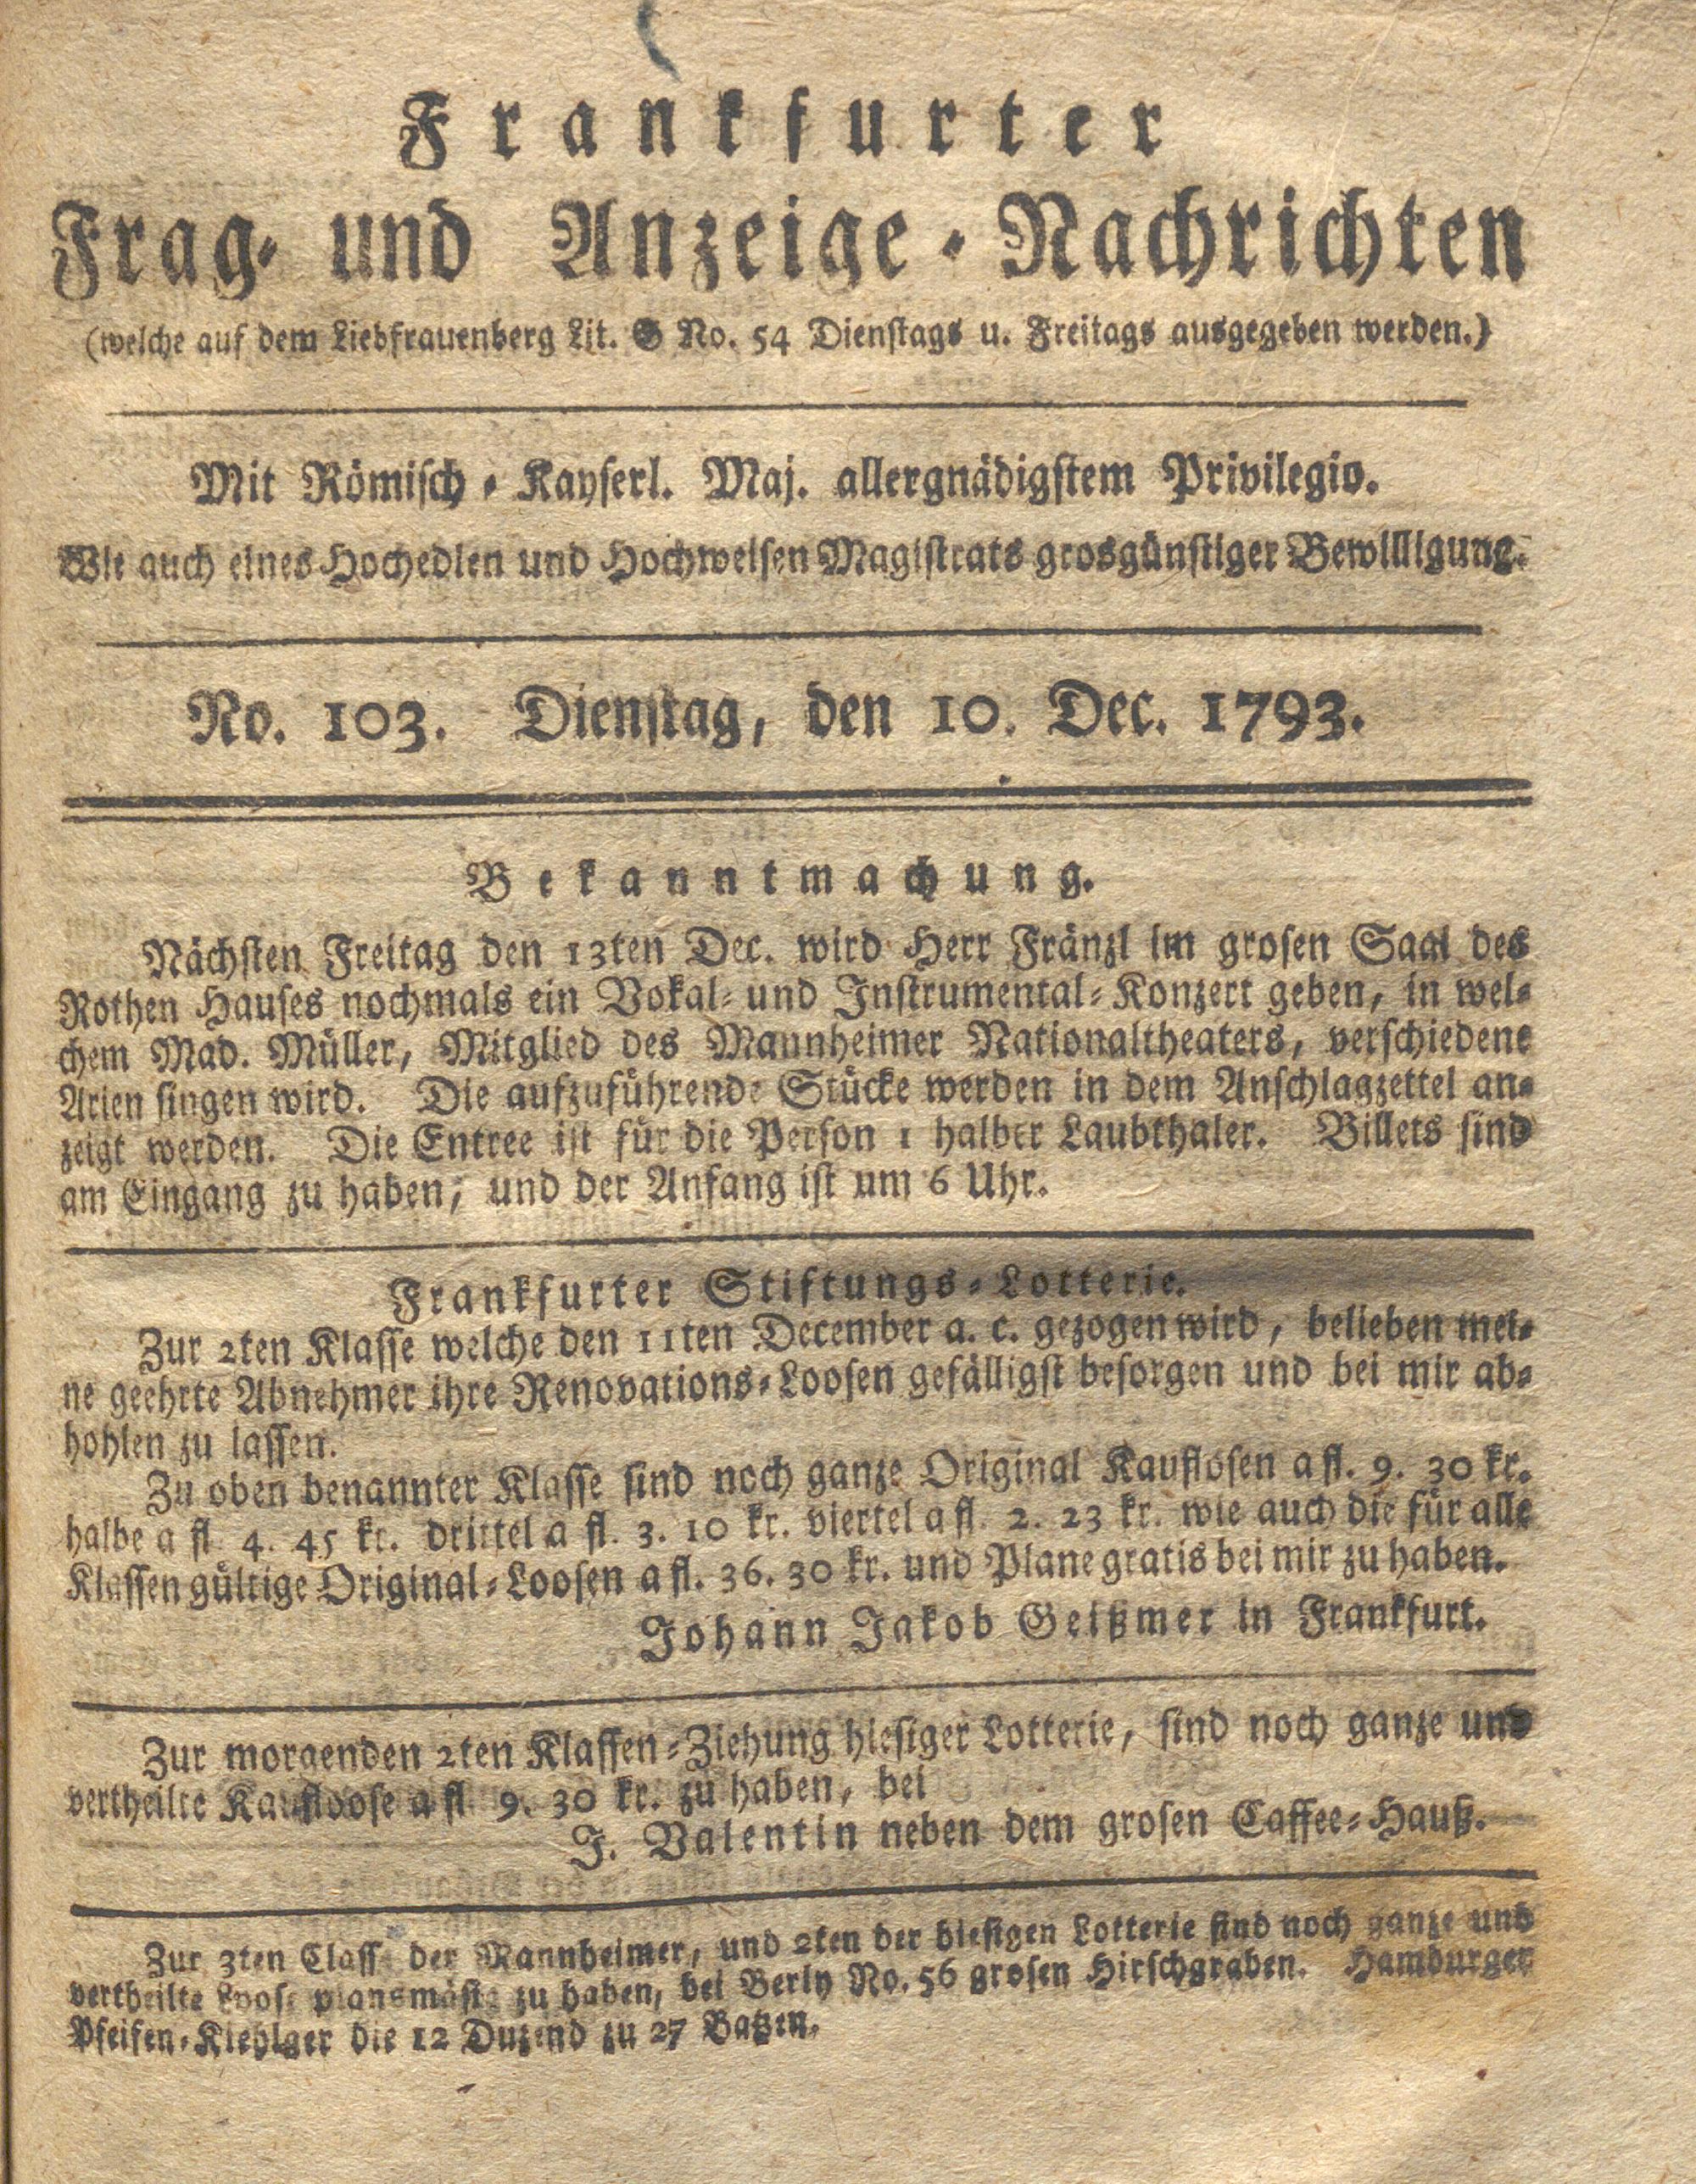 Frankfurter
Frag- und Anzeige-Nachrichten
(welche auf dem Liebfrauenberg Lit. G No. 54 Dienstags u. Freitags ausgegeben werden.)
Mit Römisch-Kayserl. Maj. allergnädigstem Privilegio.
Wie auch eines Hochedlen und Hochweisen Magistrats grosgünstiger Bewilligung.
No. 103. Dienstag, den 10. Dec. 1793.
Bekanntmachung.
Nächsten Freitag den 13ten Dec. wird Herr Fränzl im grosen Saal des
Rothen Hauses nochmals ein Vokal- und Instrumental-Konzert geben, in wel-
chem Mad. Müller, Mitglied des Mannheimer Nationaltheaters, verschiedene
Arien singen wird. Die aufzuführende Stücke werden in dem Anschlagzettel an-
zeigt werden. Die Entree ist für die Person 1 halber Laubthaler. Billets sind
am Eingang zu haben, und der Anfang ist um 6 Uhr.
Frankfurter Stiftungs-Lotterie.
Zur 2ten Klasse welche den 11ten December a. c. gezogen wird, belieben mei-
ne geehrte Abnehmer ihre Renovations-Loosen gefälligst besorgen und bei mir ab-
hohlen zu lassen.
Zu oben benannter Klasse sind noch ganze Original Kauflosen a fl. 9. 30 kr.
halbe a fl. 4. 45 kr. drittel a fl. 3. 10 kr. viertel a fl. 2. 23 kr. wie auch die für alle
Klassen gültige Original-Loosen a fl. 36. 30 kr. und Plane gratis bei mir zu haben.
Johann Jakob Geißmer in Frankfurt.
Zur morgenden 2ten Klassen-Ziehung hiesiger Lotterie, sind noch ganze und
vertheilte Kaufloose a fl. 9. 30 kr. zu haben, bei
J. Valentin neben dem grosen Caffee-Hauß.
Zur 3ten Classe der Mannheimer, und 2ten der hiesigen Lotterie sind noch ganze und
vertheilte Loose plansmäsig zu haben, bei Berly No. 56 grosen Hirschgraben. Hamburger
Pfeifen-Kiehlger die 12 Duzend zu 27 Batzen.